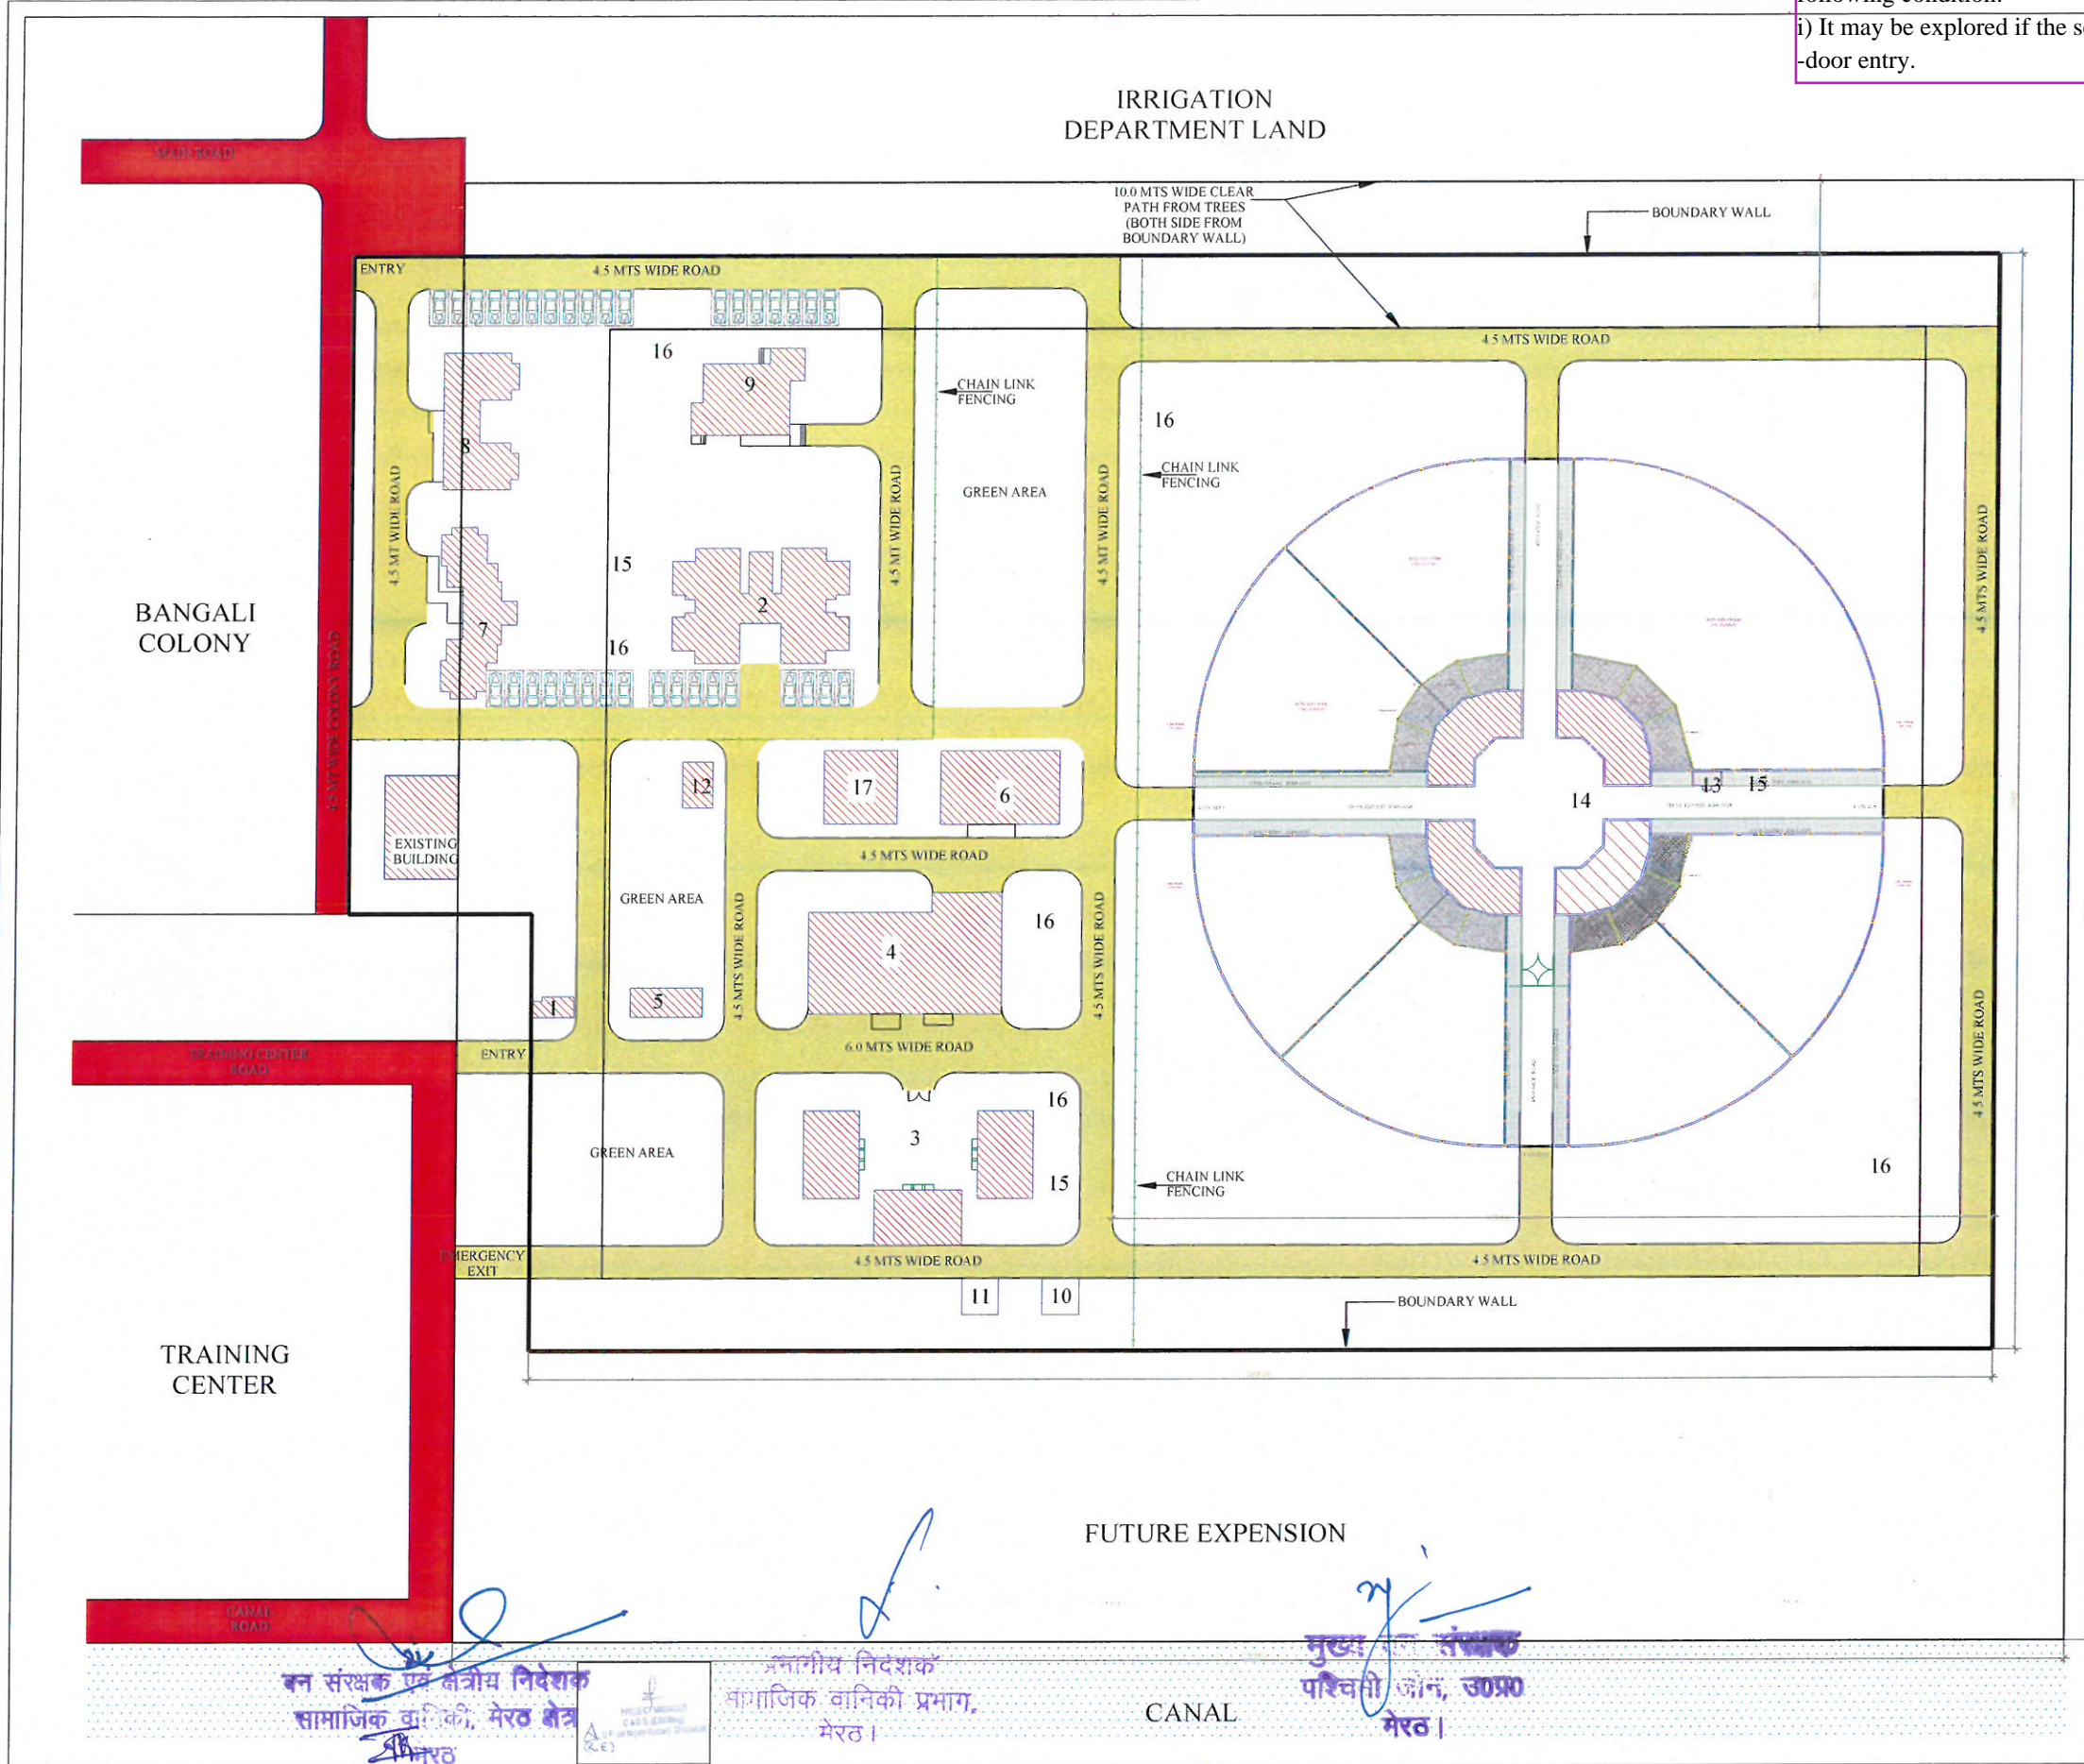 following condition:
i) It may be explored if the s
-door entry.
IRRIGATION
DEPARTMENT LAND
MAIN ROAD
10.0 MTS WIDE CLEAR
PATH FROM TREES
(BOTH SIDE FROM
BOUNDARY WALL)
BOUNDARY WALL
ENTRY
4.5 MTS WIDE ROAD
4.5 MTS WIDE ROAD
16
9
CHAIN LINK
FENCING
16
8
CHAIN LINK
FENCING
GREEN AREA
4.5 MT WIDE ROAD
4.5 MT WIDE ROAD
4.5 MT WIDE ROAD
4.5 MTS WIDE ROAD
15
BANGALI
COLONY
2
7
16
4.5 MT WIDE COLONY ROAD
12
17
6
14
13
15
EXISTING
BUILDING
4.5 MTS WIDE ROAD
GREEN AREA
4.5 MTS WIDE ROAD
4
16
4.5 MTS WIDE ROAD
1
5
6.0 MTS WIDE ROAD
4.5 MTS WIDE ROAD
TRAINING CENTER
ROAD
ENTRY
16
3
GREEN AREA
15
CHAIN LINK
FENCING
16
EMERGENCY
EXIT
4.5 MTS WIDE ROAD
4.5 MTS WIDE ROAD
11
10
BOUNDARY WALL
TRAINING
CENTER
FUTURE EXPENSION
CANAL
ROAD
वन संरक्षक एवं क्षेत्रीय निदेशक
सामाजिक वानिकी, मेरठ क्षेत्र
मेरठ
PROJECT MANAGER
(R.E)
प्रभागीय निदेशक
सामाजिक वानिकी प्रभाग,
मेरठ।
CANAL
मुख्य वन संरक्षक
पश्चिमी जोन, उ0प्र0
मेरठ।